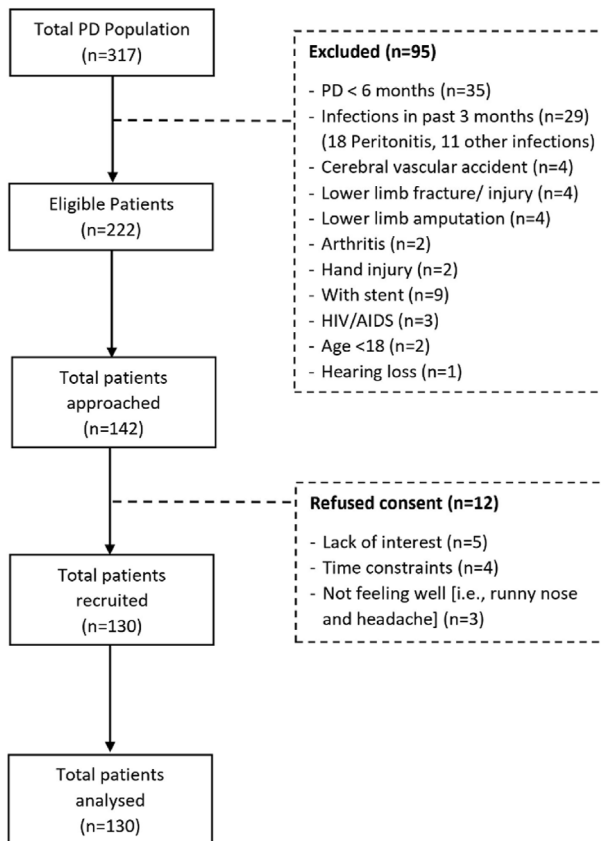 Total PD Population
(n=317)
Excluded (n=95)
- PD < 6 months (n=35)
- Infections in past 3 months (n=29)
(18 Peritonitis, 11 other infections)
- Cerebral vascular accident (n=4)
- Lower limb fracture/ injury (n=4)
- Lower limb amputation (n=4)
- Arthritis (n=2)
- Hand injury (n=2)
- With stent (n=9)
- HIV/AIDS (n=3)
- Age <18 (n=2)
- Hearing loss (n=1)
Eligible Patients
(n=222)
Total patients
approached
(n=142)
Refused consent (n=12)
- Lack of interest (n=5)
- Time constraints (n=4)
- Not feeling well [i.e., runny nose
and headache] (n=3)
Total patients
recruited
(n=130)
Total patients
analysed
(n=130)